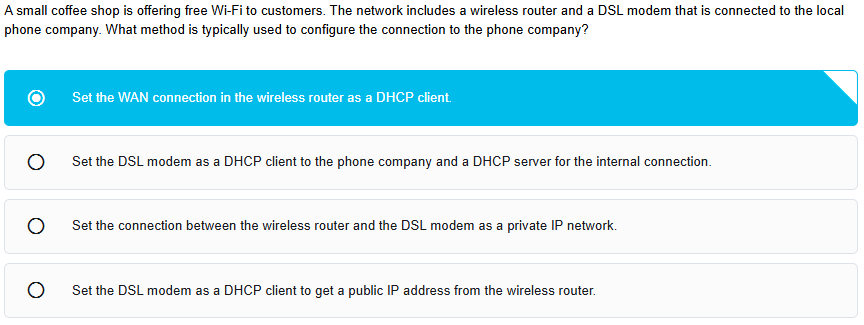 A small coffee shop is offering free Wi-Fi to customers. The network includes a wireless router and a DSL modem that is connected to the local
phone company. What method is typically used to configure the connection to the phone company?
Set the WAN connection in the wireless router as a DHCP client.
Set the DSL modem as a DHCP client to the phone company and a DHCP server for the internal connection.
Set the connection between the wireless router and the DSL modem as a private IP network.
Set the DSL modem as a DHCP client to get a public IP address from the wireless router.